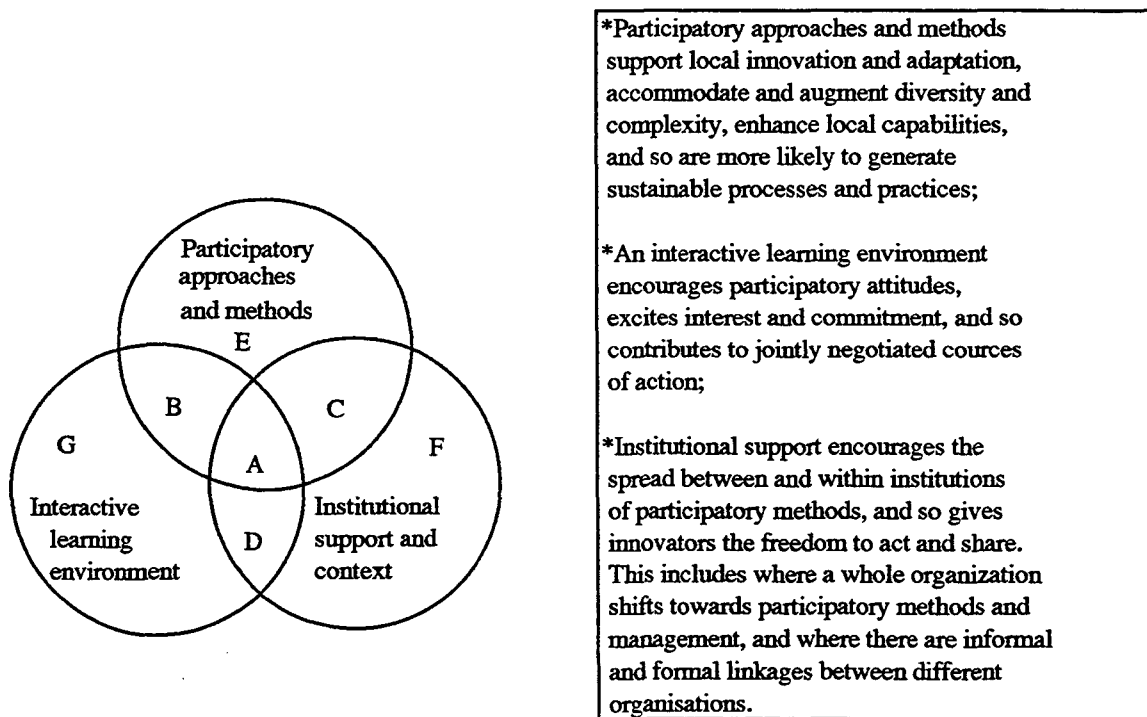 Participatory
approaches
and methods
E
B
C
G
A
F
Interactive
learning
environment
D
Institutional
support and
context
*Participatory approaches and methods
support local innovation and adaptation,
accommodate and augment diversity and
complexity, enhance local capabilities,
and so are more likely to generate
sustainable processes and practices;
*An interactive learning environment
encourages participatory attitudes,
excites interest and commitment, and so
contributes to jointly negotiated cources
of action;
*Institutional support encourages the
spread between and within institutions
of participatory methods, and so gives
innovators the freedom to act and share.
This includes where a whole organization
shifts towards participatory methods and
management, and where there are informal
and formal linkages between different
organisations.